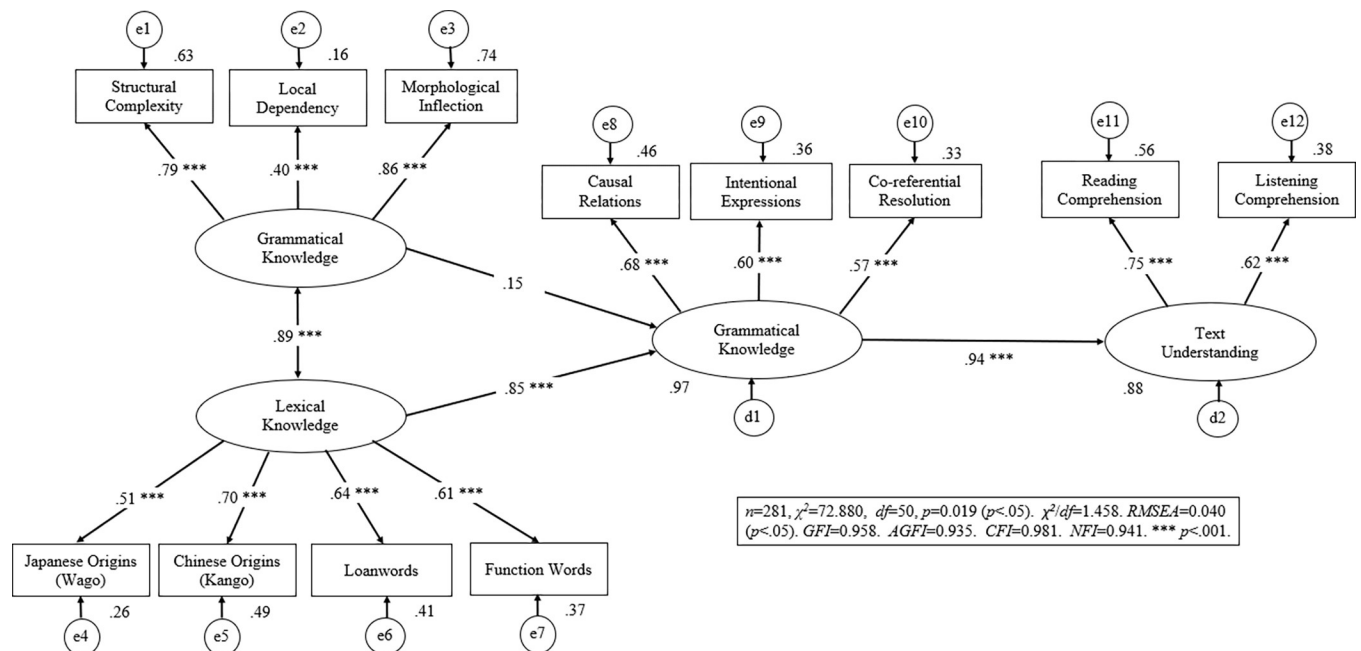 e1
e2
e3
.63
.16
.74
Structural
Complexity
Local
Dependency
Morphological
Inflection
.79 ***
.40 ***
.86 ***
Grammatical
Knowledge
.89 ***
Lexical
Knowledge
.15
.85 ***
.51 ***
.70 ***
.64 ***
.61 ***
Japanese Origins
(Wago)
Chinese Origins
(Kango)
Loanwords
Function Words
.26
.49
.41
.37
e4
e5
e6
e7
e8
e9
e10
.46
.36
.33
Causal
Relations
Intentional
Expressions
Co-referential
Resolution
.68 ***
.60 ***
.57 ***
Grammatical
Knowledge
.97
d1
.94 ***
e11
e12
.56
.38
Reading
Comprehension
Listening
Comprehension
.75 ***
.62 ***
Text
Understanding
.88
d2
n=281, χ²=72.880, df=50, p=0.019 (p<.05). χ²/df=1.458. RMSEA=0.040
(p<.05). GFI=0.958. AGFI=0.935. CFI=0.981. NFI=0.941. *** p<.001.